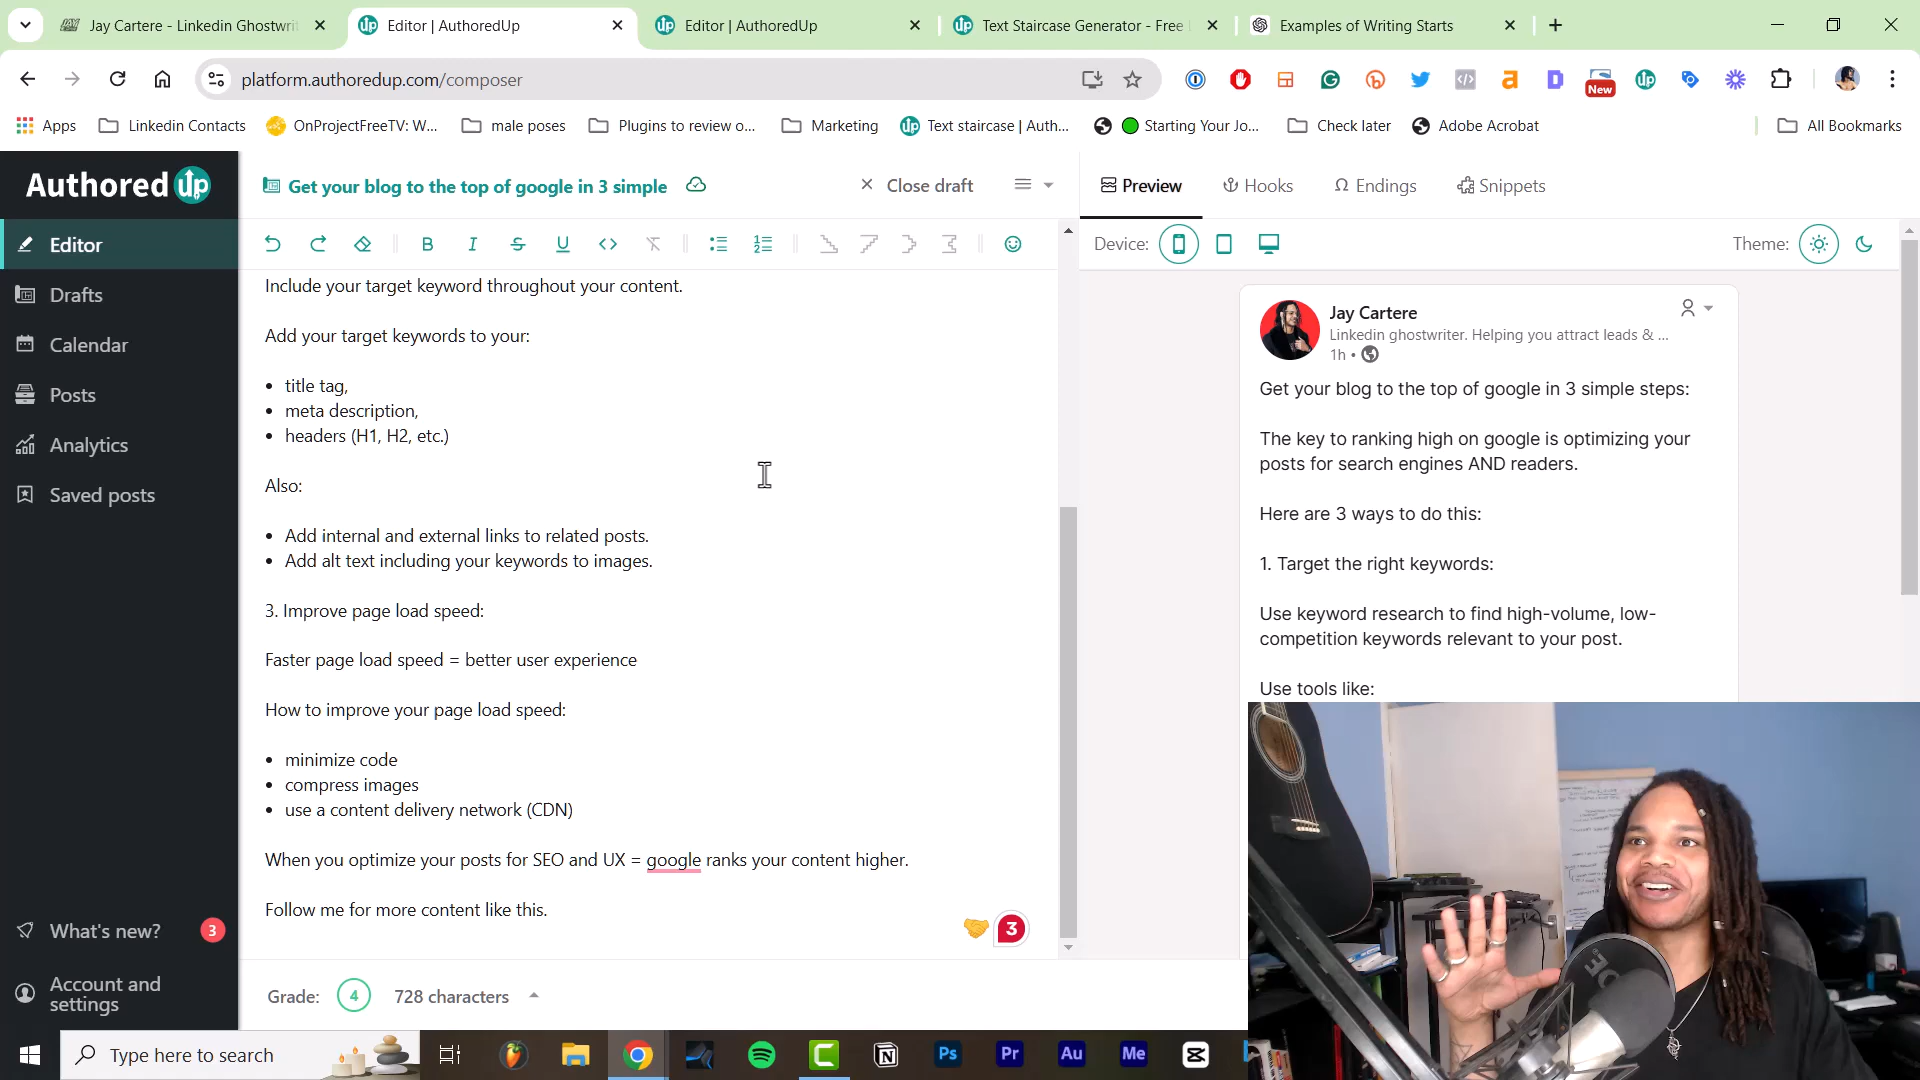 Jay Cartere - Linkedin Ghostwrit
Editor | AuthoredUp
Editor | AuthoredUp
Text Staircase Generator - Free
Examples of Writing Starts
platform.authoredup.com/composer
New
Apps
Linkedin Contacts
OnProjectFreeTV: W...
male poses
Plugins to review o...
Marketing
Text staircase | Auth...
Starting Your Jo...
Check later
Adobe Acrobat
All Bookmarks
Authored Up
Get your blog to the top of google in 3 simple
Close draft
Preview
Hooks
Endings
Snippets
Editor
Drafts
Calendar
Posts
Analytics
Saved posts
What's new?
3
Account and
settings
Device:
Theme:
Include your target keyword throughout your content.
Add your target keywords to your:
• title tag,
• meta description,
• headers (H1, H2, etc.)
Also:
• Add internal and external links to related posts.
• Add alt text including your keywords to images.
3. Improve page load speed:
Faster page load speed = better user experience
How to improve your page load speed:
• minimize code
• compress images
• use a content delivery network (CDN)
When you optimize your posts for SEO and UX = google ranks your content higher.
Follow me for more content like this.
3
Grade:
4
728 characters
Jay Cartere
Linkedin ghostwriter. Helping you attract leads & ...
1h •
Get your blog to the top of google in 3 simple steps:
The key to ranking high on google is optimizing your
posts for search engines AND readers.
Here are 3 ways to do this:
1. Target the right keywords:
Use keyword research to find high-volume, low-
competition keywords relevant to your post.
Use tools like:
RODE
Type here to search
Ps
Pr
Au
Me